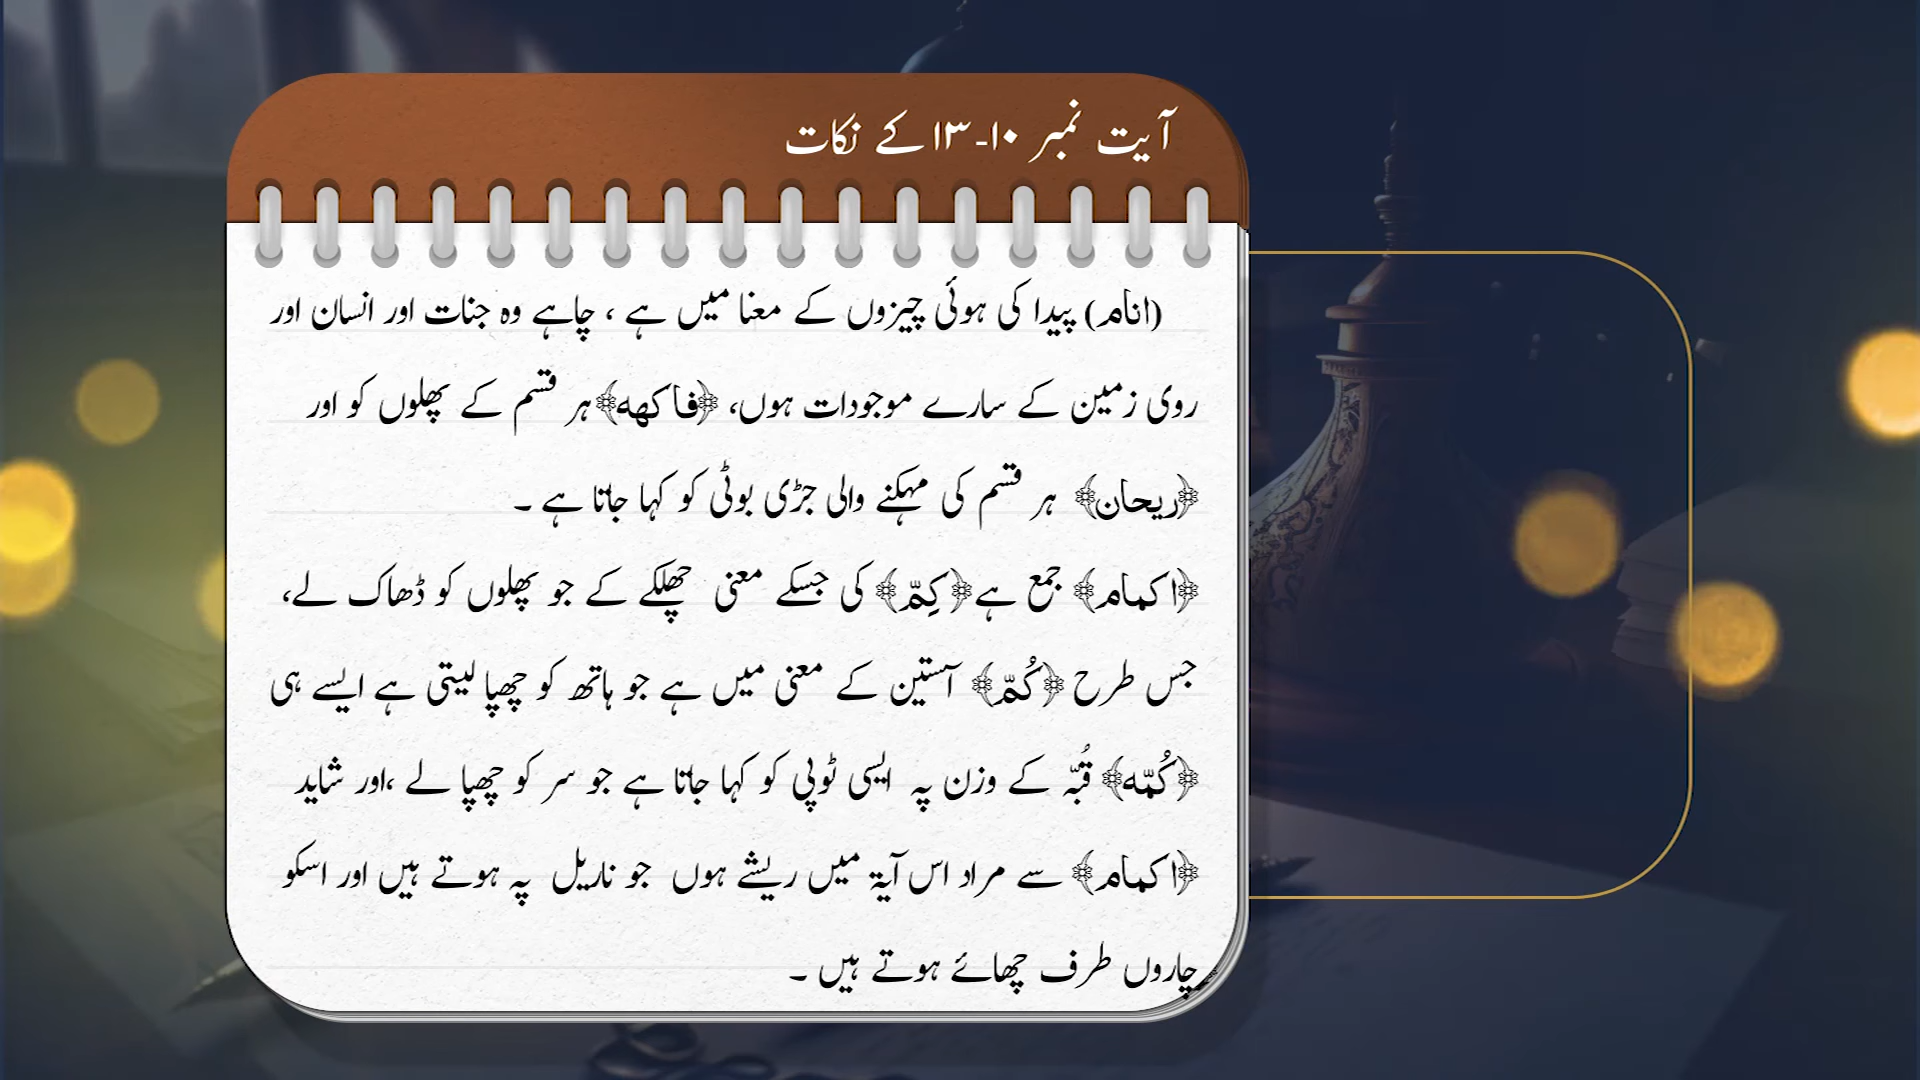 آیت نمبر ۱۰-۱۳ کے نکات
(انام) پیدا کی ہوئی چیزوں کے معنا میں ہے ، چاہے وہ جنات اور انسان اور
روی زمین کے سارے موجودات ہوں، ﴿فاکهه﴾ ہر قسم کے پھلوں کو اور
﴿ریحان﴾ ہر قسم کی مہکنے والی جڑی بوٹی کو کہا جاتا ہے ۔
﴿اکمام﴾ جمع ہے ﴿کِمّ﴾ کی جسکے معنی چھلکے کے جو پھلوں کو ڈھاک لے،
جس طرح ﴿کُمّ﴾ آستین کے معنی میں ہے جو ہاتھ کو چھپا لیتی ہے ایسے ہی
﴿کُمّه﴾ قُبّہ کے وزن پہ ایسی ٹوپی کو کہا جاتا ہے جو سر کو چھپا لے ،اور شاید
﴿اکمام﴾ سے مراد اس آیۃ میں ریشے ہوں جو ناریل پہ ہوتے ہیں اور اسکو
چاروں طرف چھائے ہوتے ہیں ۔